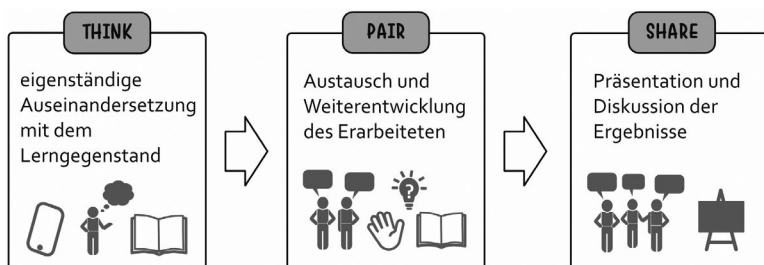 THINK
eigenständige
Auseinandersetzung
mit dem
Lerngegenstand
PAIR
Austausch und
Weiterentwicklung
des Erarbeiteten
?
SHARE
Präsentation und
Diskussion der
Ergebnisse